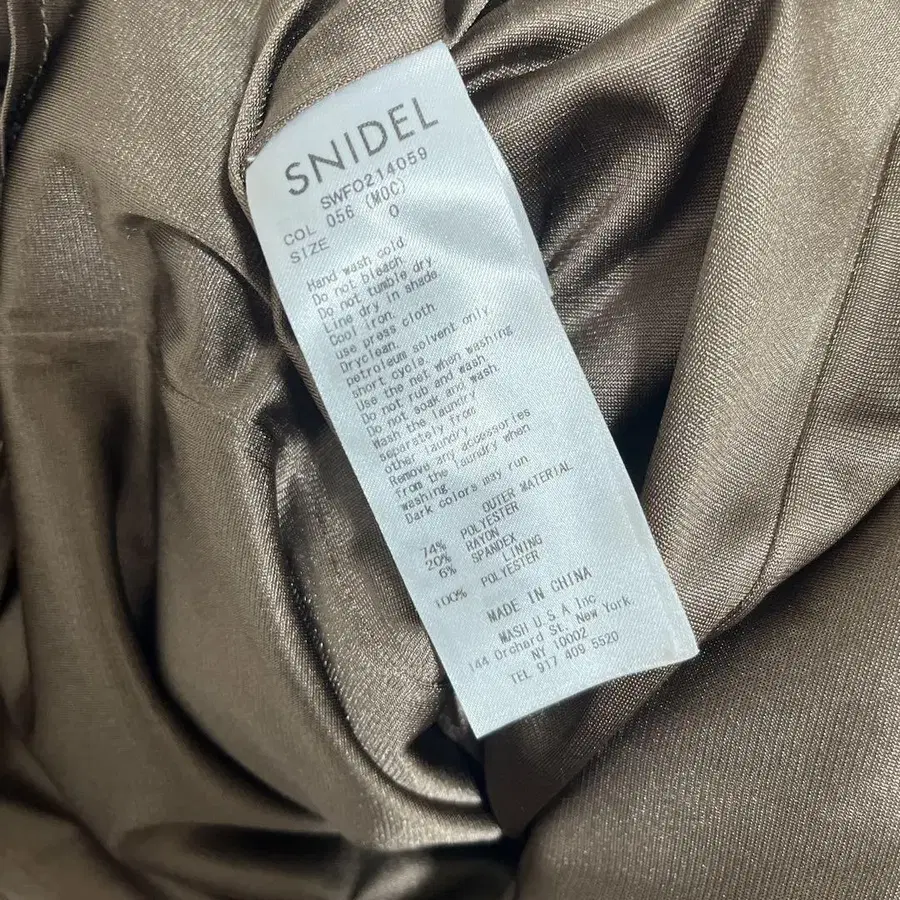 SNIDEL
SWFO214059
COL 056 (MOC)
SIZE 0
Hand wash cold.
Do not bleach.
Do not tumble dry.
Line dry in shade.
Cool iron.
use press cloth.
Dryclean.
petroleum solvent only.
short cycle.
Use the net when washing.
Do not rub and wash.
Do not soak and wash.
Wash the laundry
separately from
other laundry.
Remove any accessories
from the laundry when
washing.
Dark colors may run.
OUTER MATERIAL
74% POLYESTER
20% RAYON
6% SPANDEX
LINING
100% POLYESTER
MADE IN CHINA
MASH U.S.A Inc
144 Orchard St. New York.
NY 10002
TEL 917 409 5520